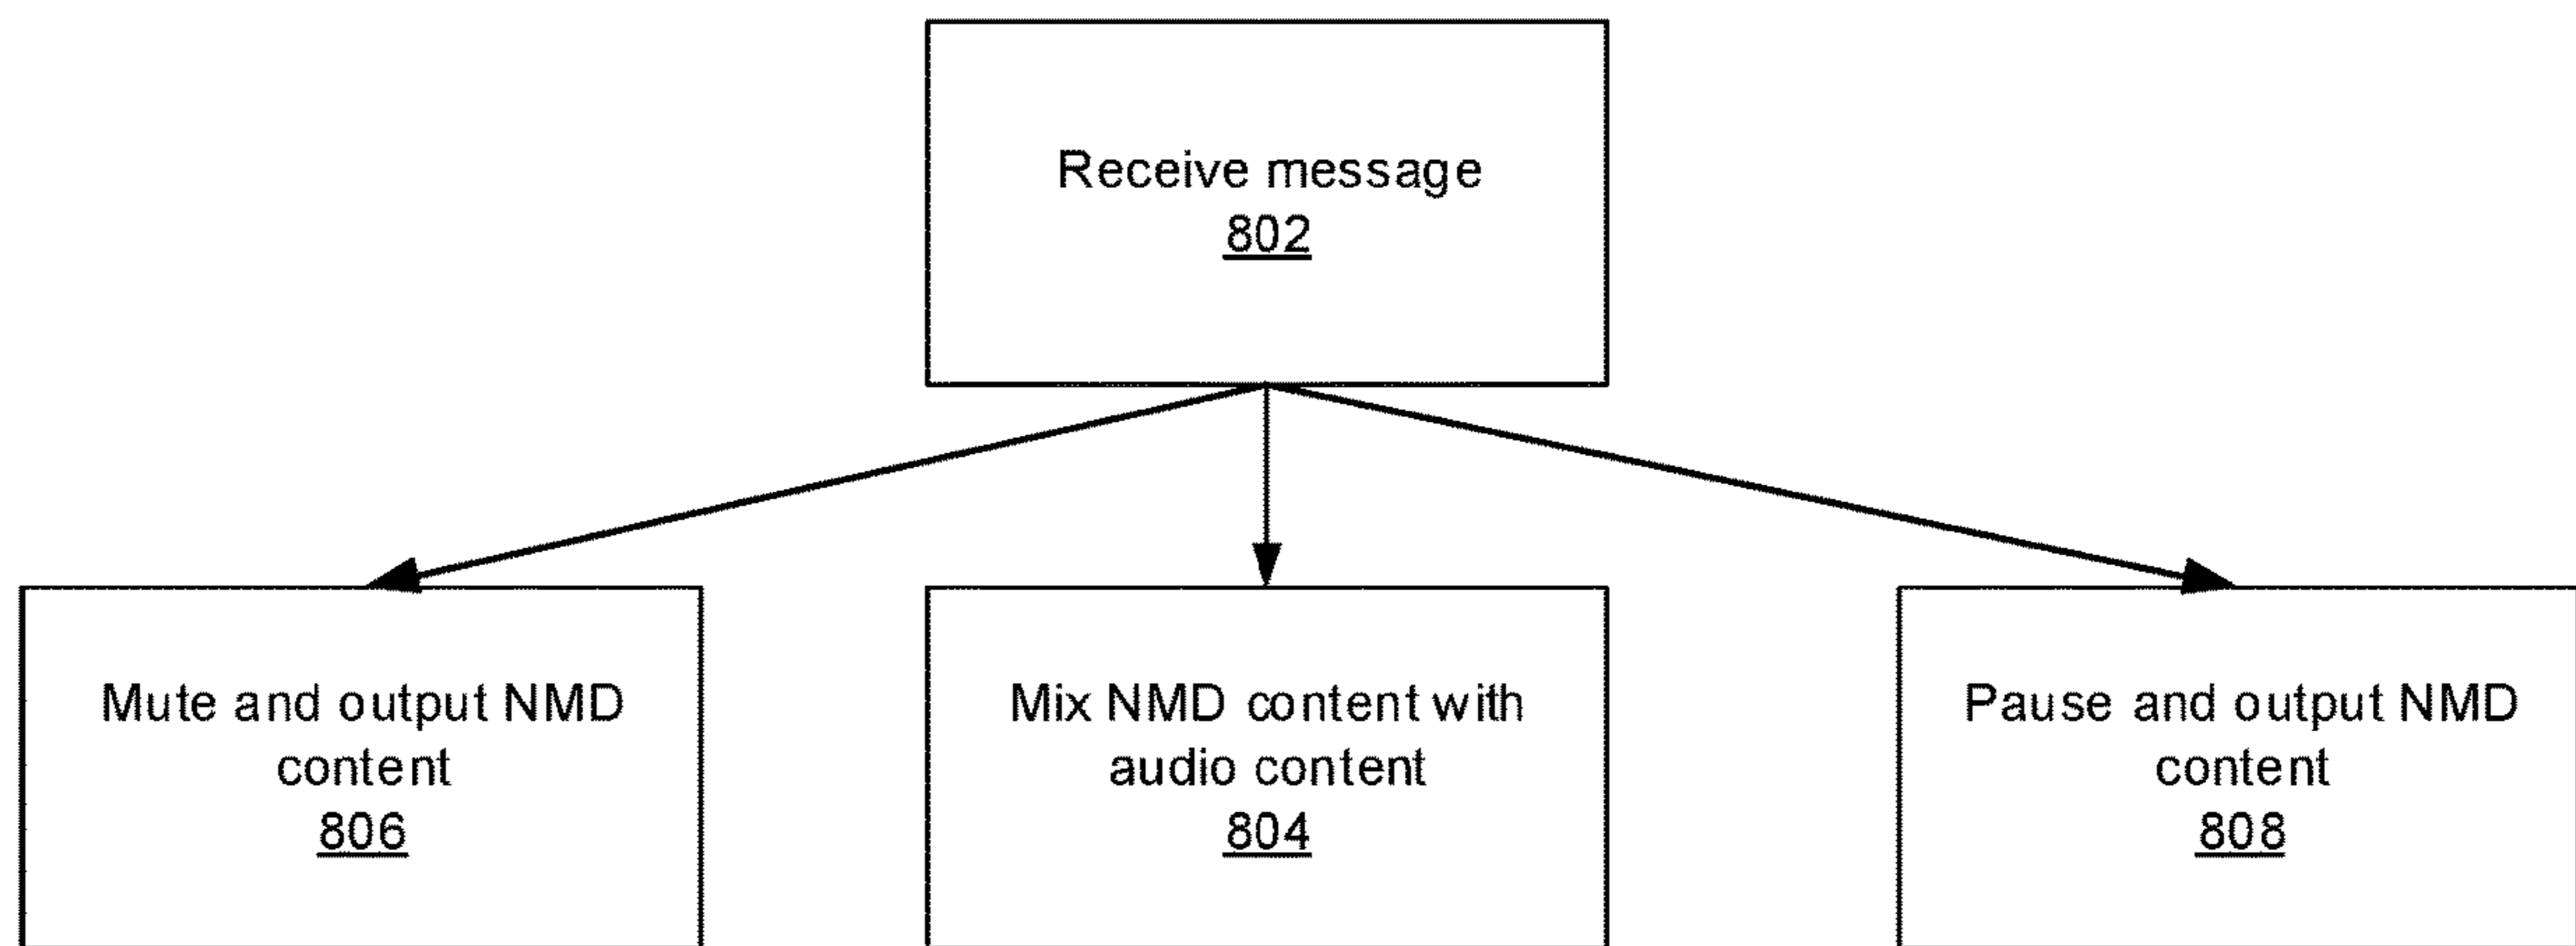 Receive message
802
Mute and output NMD
content
806
Mix NMD content with
audio content
804
Pause and output NMD
content
808